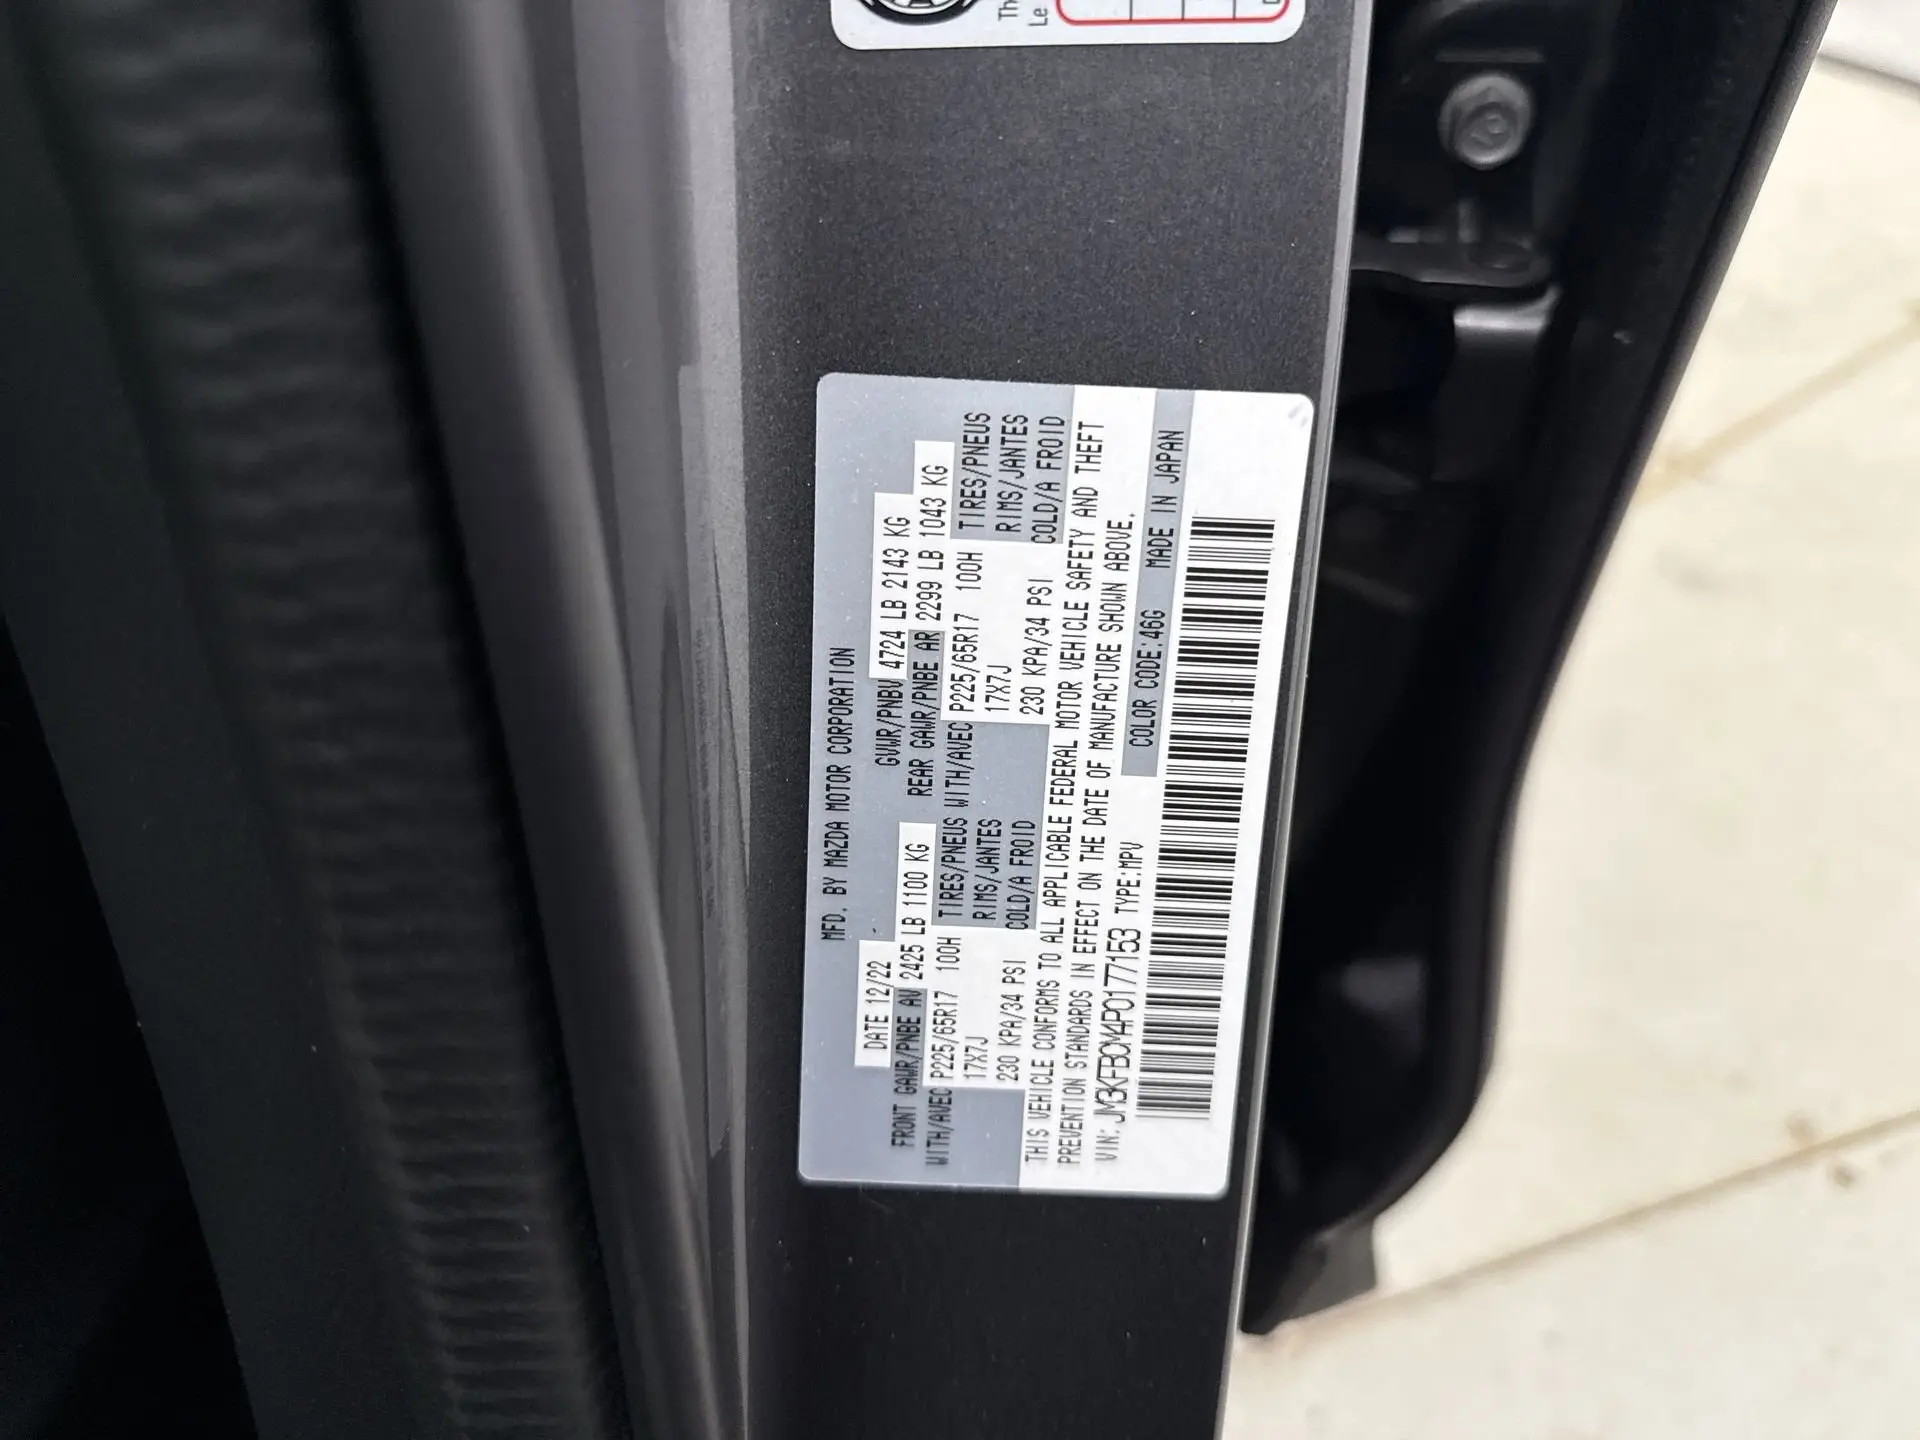 Th
Le
MFD. BY MAZDA MOTOR CORPORATION
DATE 12/22 GVWR/PNBV 4724 LB 2143 KG
FRONT GAWR/PNBE AV 2425 LB 1100 KG REAR GAWR/PNBE AR 2299 LB 1043 KG
WITH/AVEC P225/65R17 100H TIRES/PNEUS WITH/AVEC P225/65R17 100H TIRES/PNEUS
17X7J RIMS/JANTES 17X7J RIMS/JANTES
230 KPA/34 PSI COLD/A FROID 230 KPA/34 PSI COLD/A FROID
THIS VEHICLE CONFORMS TO ALL APPLICABLE FEDERAL MOTOR VEHICLE SAFETY AND THEFT
PREVENTION STANDARDS IN EFFECT ON THE DATE OF MANUFACTURE SHOWN ABOVE.
VIN: JM3KFBCM4P0177153 TYPE:MPV COLOR CODE:46G MADE IN JAPAN